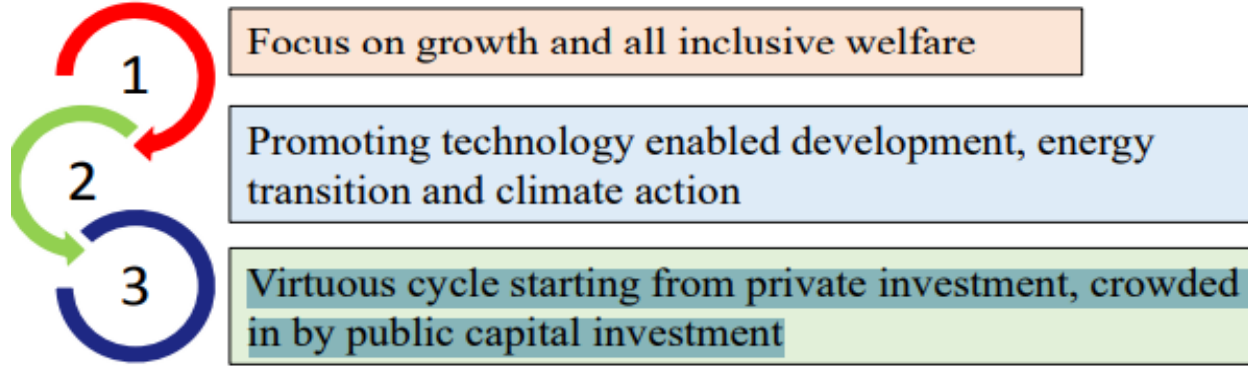 1
Focus on growth and all inclusive welfare
2
Promoting technology enabled development, energy
transition and climate action
3
Virtuous cycle starting from private investment, crowded
in by public capital investment